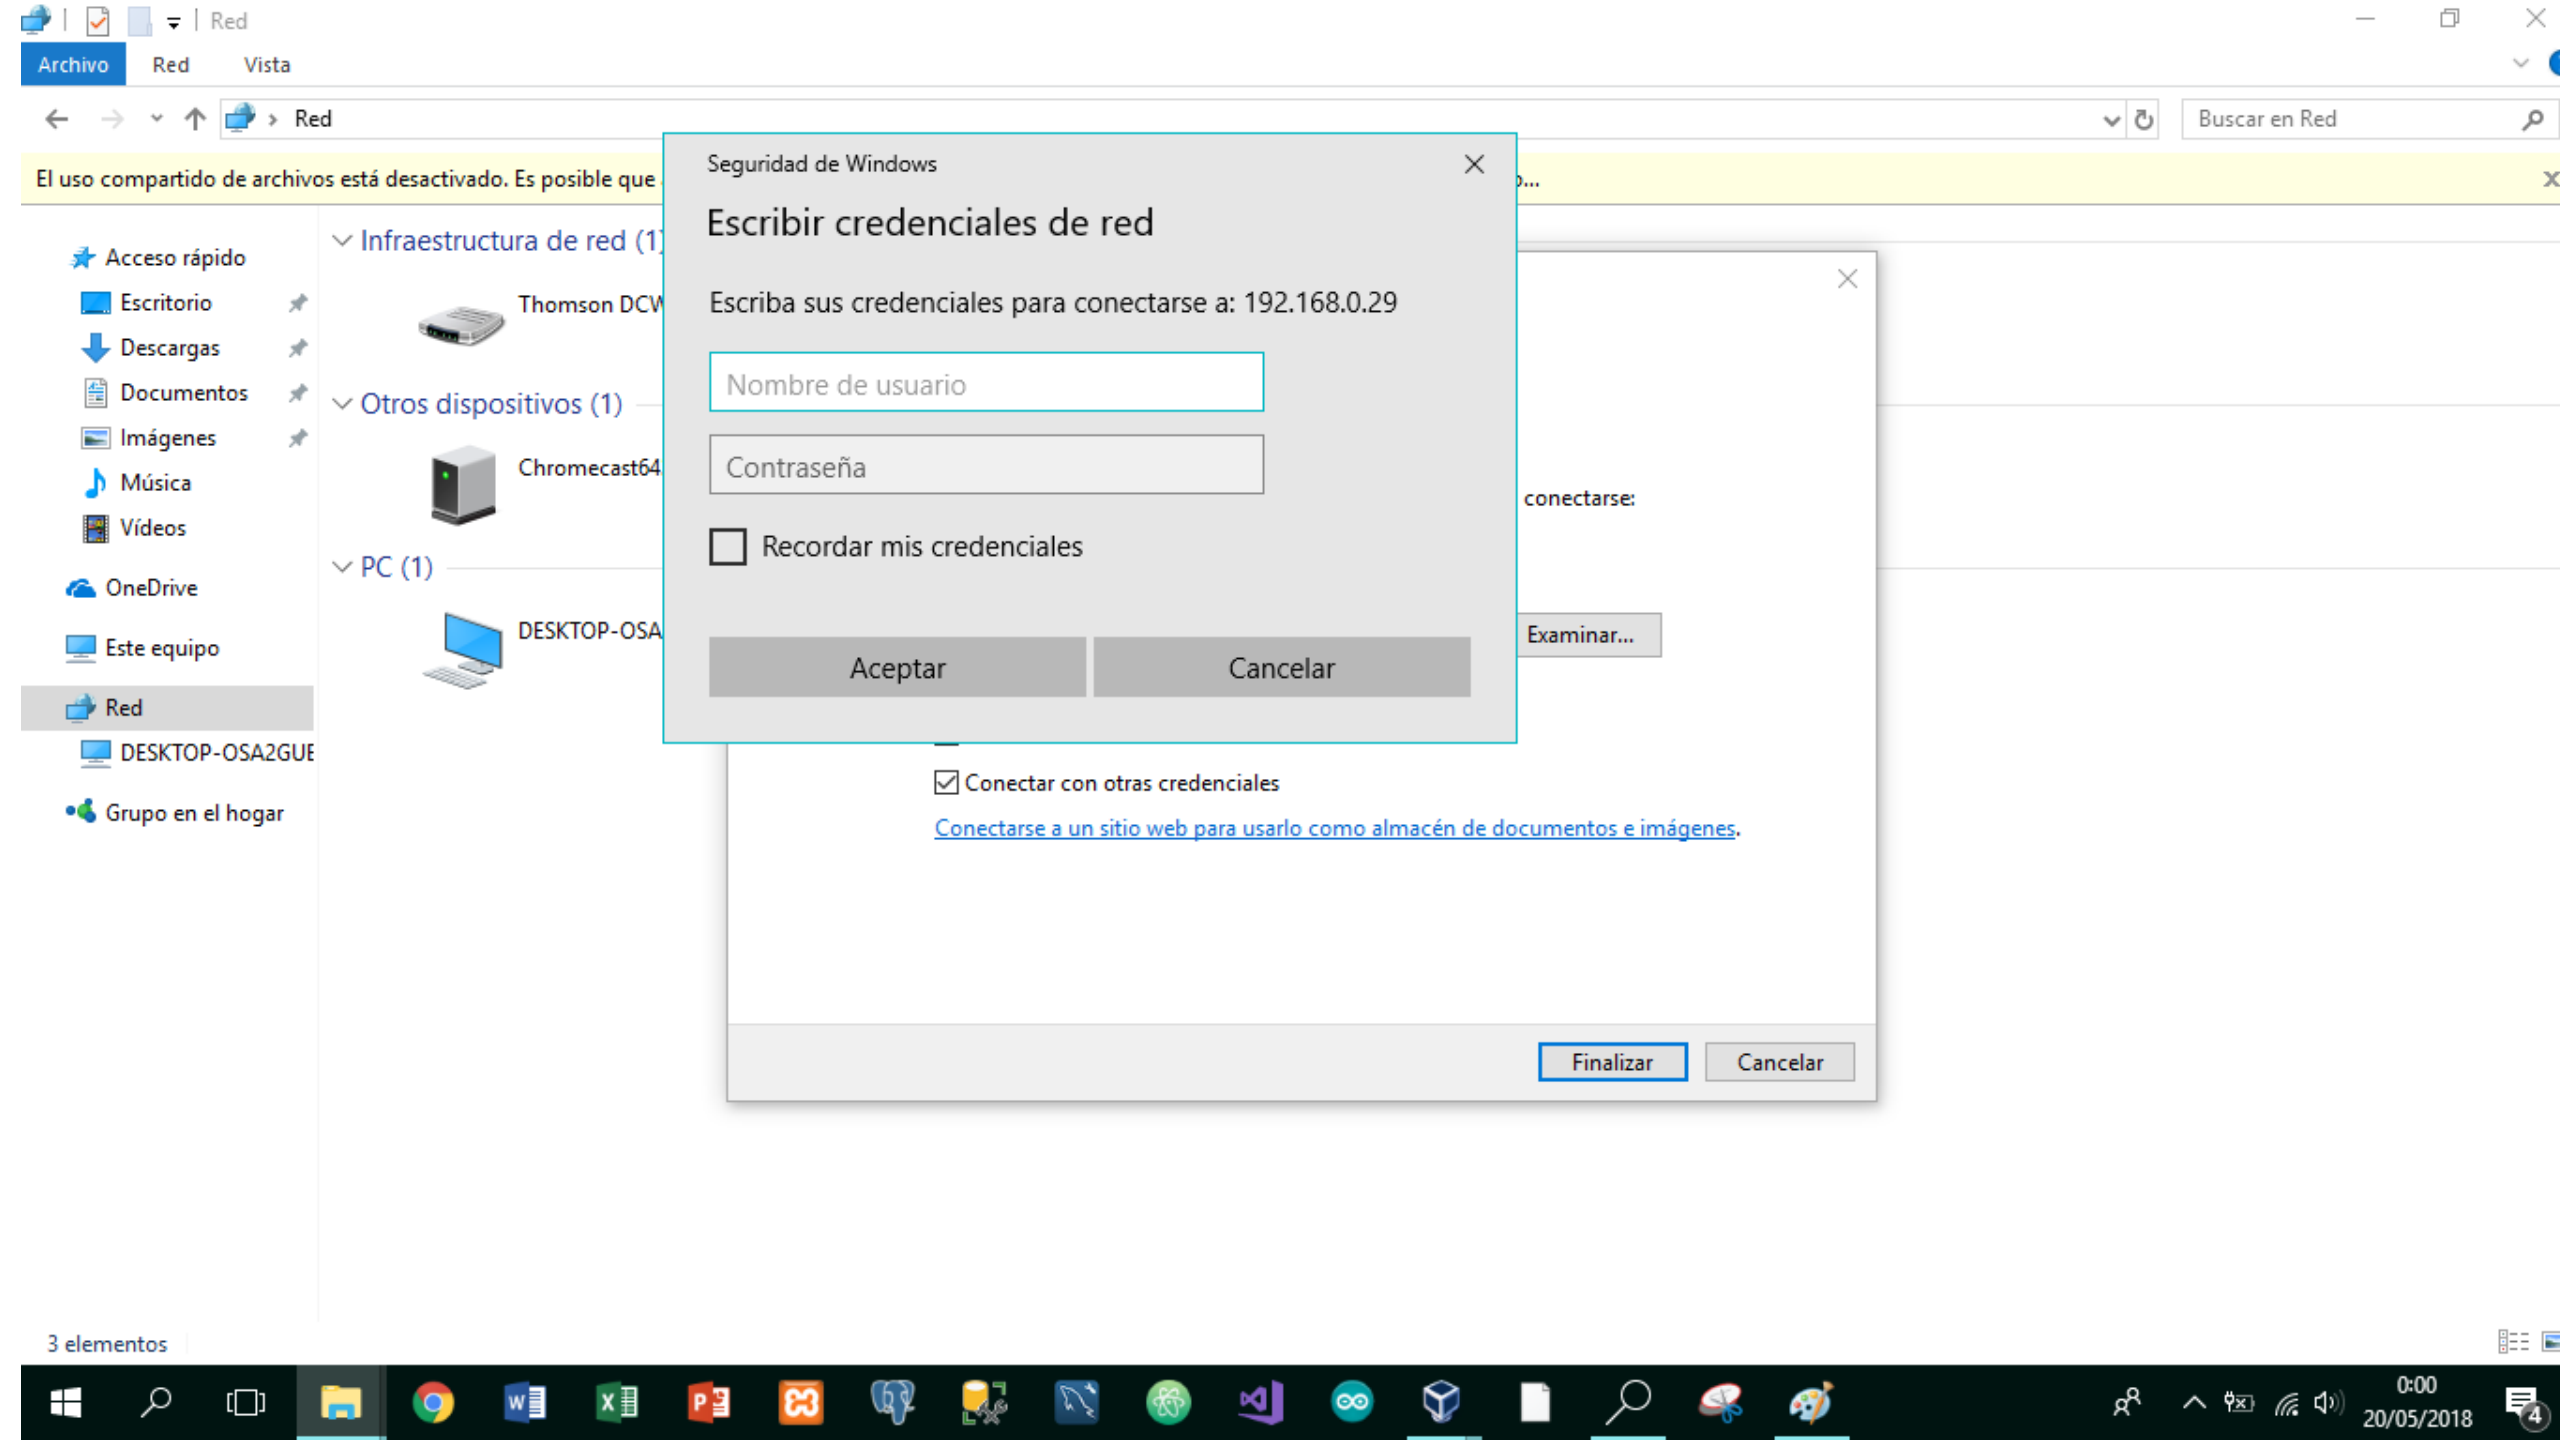 Red
Archivo Red Vista
Red
Buscar en Red
El uso compartido de archivos está desactivado. Es posible que
...
Seguridad de Windows
Escribir credenciales de red
Escriba sus credenciales para conectarse a: 192.168.0.29
Nombre de usuario
Contraseña
Recordar mis credenciales
Aceptar Cancelar
Acceso rápido
Escritorio
Descargas
Documentos
Imágenes
Música
Vídeos
OneDrive
Este equipo
Red
DESKTOP-OSA2GUE
Grupo en el hogar
Infraestructura de red (1)
Thomson DCW
Otros dispositivos (1)
Chromecast64
PC (1)
DESKTOP-OSA
conectarse:
Examinar...
Conectar con otras credenciales
Conectarse a un sitio web para usarlo como almacén de documentos e imágenes.
Finalizar Cancelar
3 elementos
0:00
20/05/2018
4